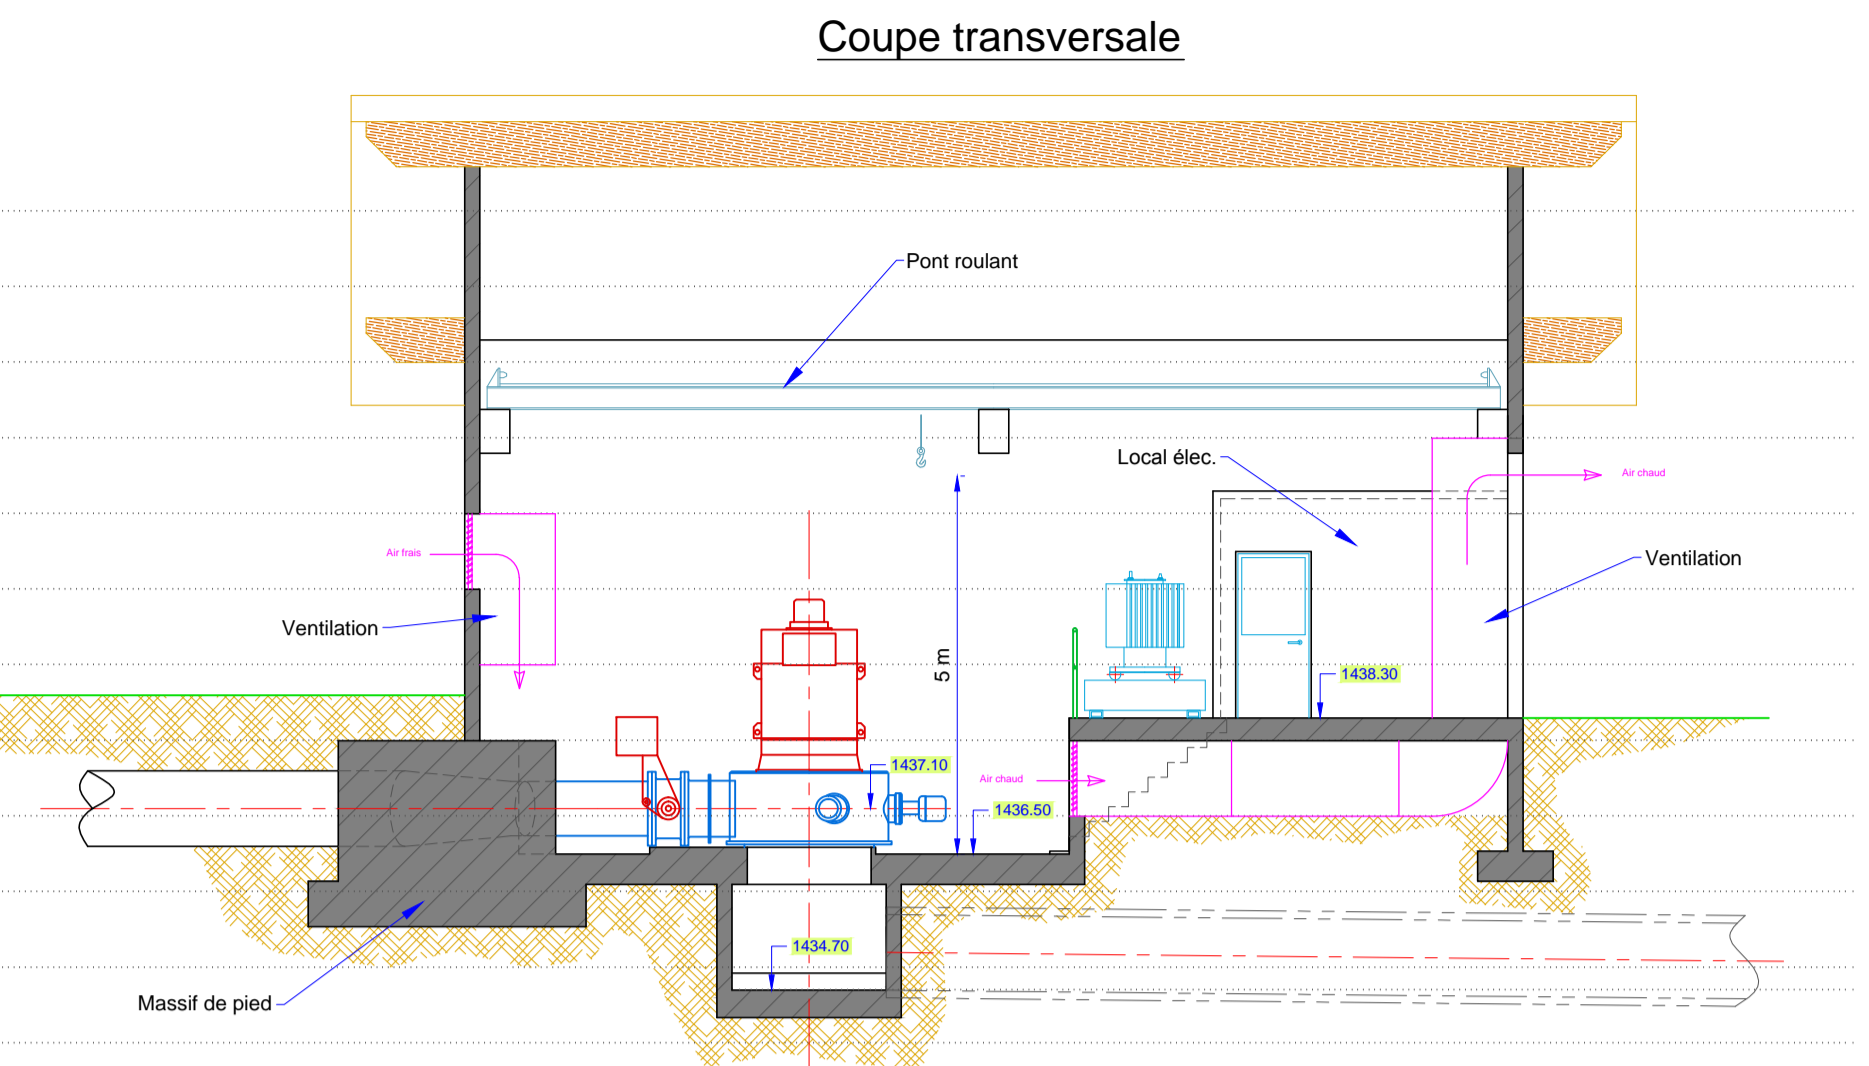 Coupe transversale
Pont roulant
Local élec.
Air chaud
Air frais
Ventilation
Ventilation
5 m
1438.30
1437.10
Air chaud
1436.50
1434.70
Massif de pied